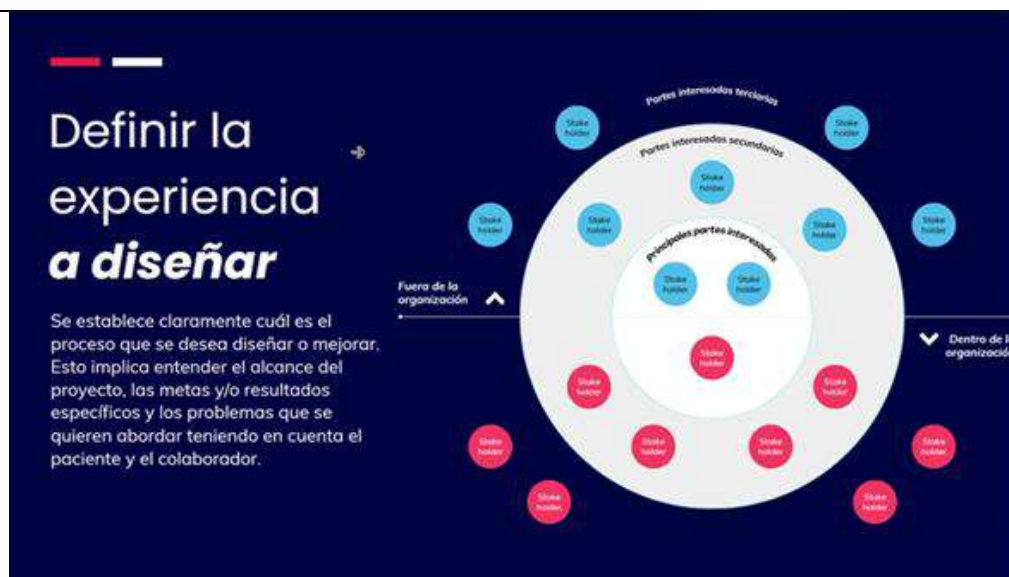 Definir la
experiencia
a diseñar
Se establece claramente cuál es el
proceso que se desea diseñar o mejorar.
Esto implica entender el alcance del
proyecto, las metas y/o resultados
específicos y los problemas que se
quieren abordar teniendo en cuenta el
paciente y el colaborador.
Partes interesadas terciarias
Stake
holder
Stake
holder
Partes interesadas secundarias
Stake
holder
Stake
holder
Stake
holder
Stake
holder
Stake
holder
Principales partes interesadas
Stake
holder
Stake
holder
Fuera de la
organización
Dentro de l
organizació
Stake
holder
Stake
holder
Stake
holder
Stake
holder
Stake
holder
Stake
holder
Stake
holder
Stake
holder
Stake
holder